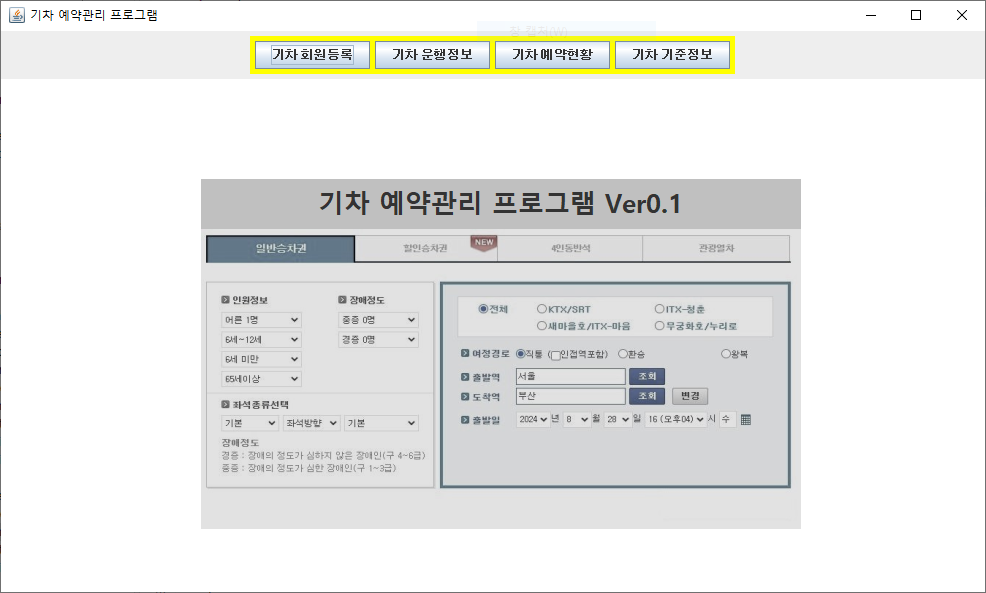 기차 예약관리 프로그램
기차 회원등록 기차 운행정보 기차 예약현황 기차 기준정보
기차 예약관리 프로그램 Ver0.1
일반승차권 할인승차권 NEW 4인동반석 관광열차
인원정보 장애정도
어른 1명 중증 0명
6세~12세 경증 0명
6세 미만
65세이상
좌석종류선택
기본 좌석방향 기본
장애정도
경증 : 장애의 정도가 심하지 않은 장애인(구 4~6급)
중증 : 장애의 정도가 심한 장애인(구 1~3급)
전체 KTX/SRT ITX-청춘
새마을호/ITX-마음 무궁화호/누리로
여정경로 직통 (인접역포함) 환승 왕복
출발역 서울 조회
도착역 부산 조회 변경
출발일 2024 년 8 월 28 일 16 (오후04) 시 수